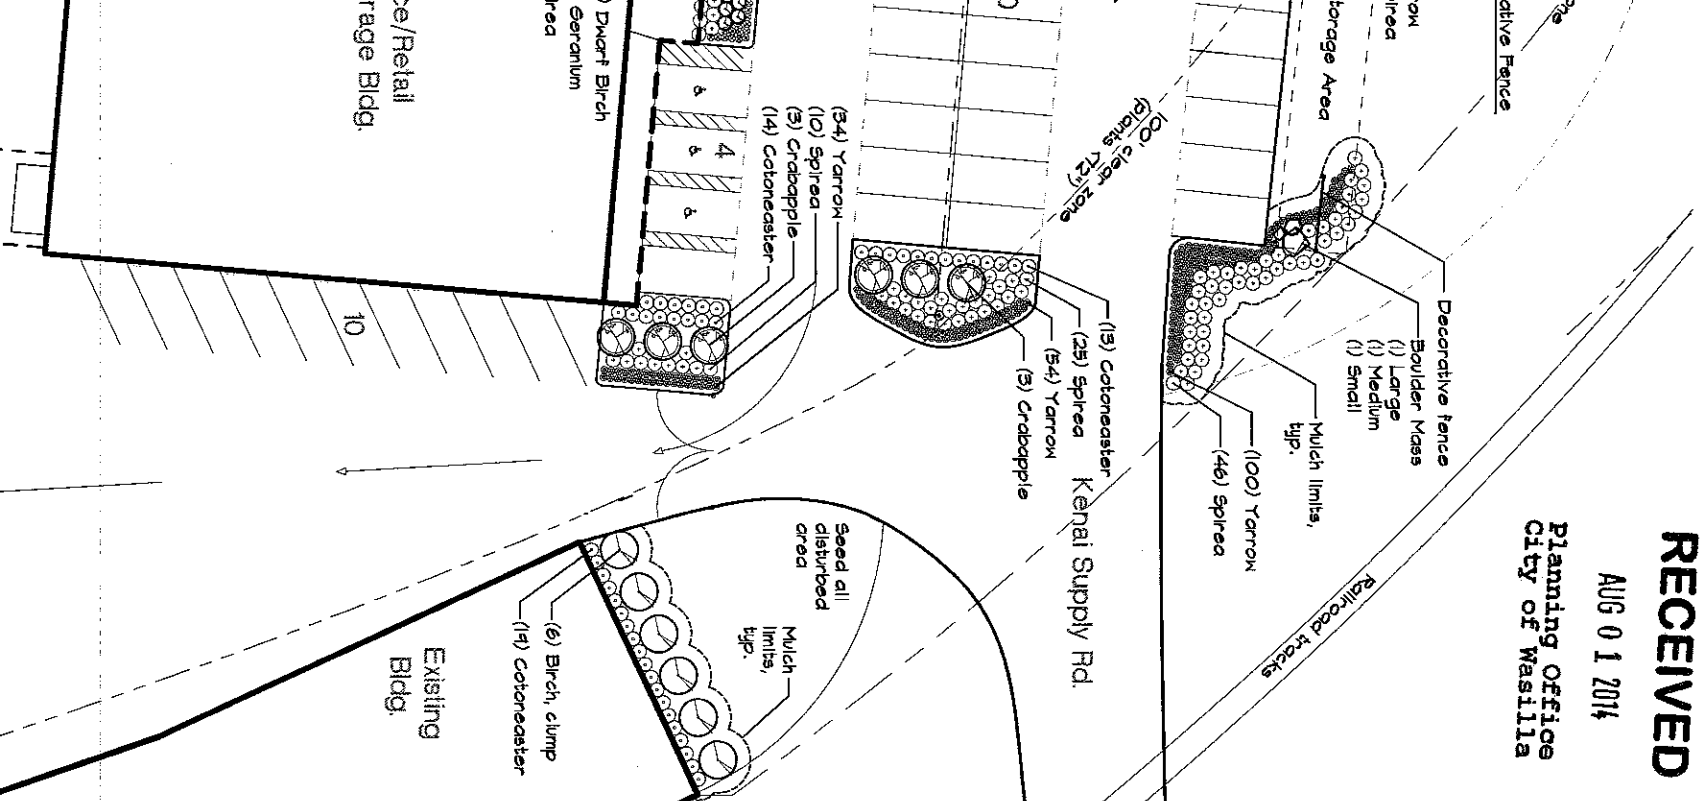 RECEIVED
AUG 01 2014
Planning Office
City of Wasilla
Railroad tracks
Decorative fence
Boulder Mass
(1) Large
(1) Medium
(1) Small
Mulch limits,
typ.
(100) Yarrow
(46) Spirea
ative Fence
torage Area
100' clear zone
(plants <12")
(13) Cotoneaster
(25) Spirea
(54) Yarrow
(3) Crabapple
Kenai Supply Rd.
(34) Yarrow
(10) Spirea
(3) Crabapple
(14) Cotoneaster
4
Seed all
disturbed
area
Mulch
limits,
typ.
) Dwarf Birch
Geranium
ce/Retail
rage Bldg.
10
(6) Birch, clump
(19) Cotoneaster
Existing
Bldg.